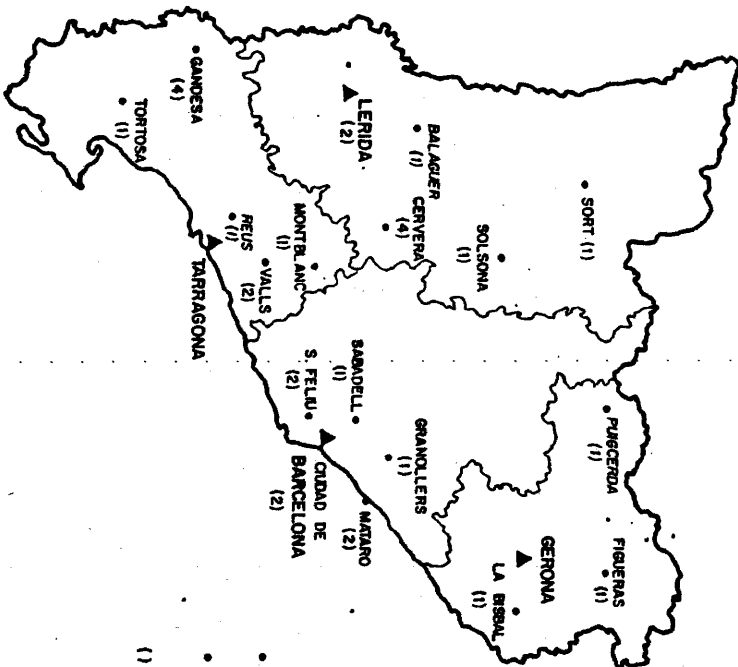 SORT (1)
PUIGCERDA
(1)
FIGUERAS
(1)
SOLSONA
(1)
BALAGUER
(1)
CERVERA
(4)
LERIDA
(2)
GERONA
LA BISBAL
(1)
GRANOLLERS
(1)
SABADELL
(1)
S. FELIU
(2)
MATARO
(2)
CIUDAD DE
BARCELONA
(2)
MONTBLANC
(1)
VALLS
(2)
REUS
(1)
TARRAGONA
GANDESA
(4)
TORTOSA
(1)
(1)